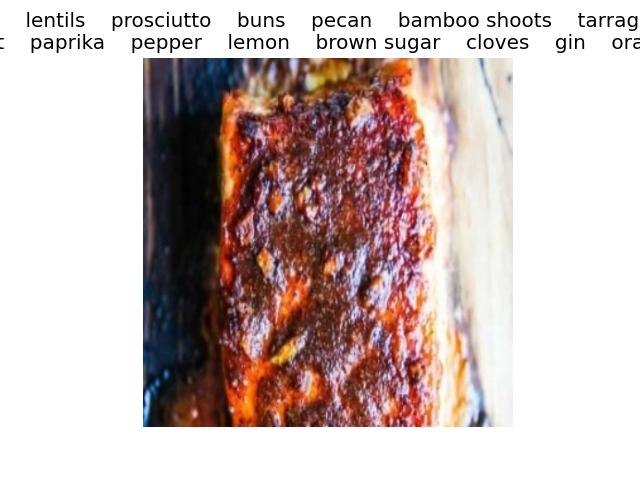 lentils prosciutto buns pecan bamboo shoots
paprika pepper lemon brown sugar cloves gin